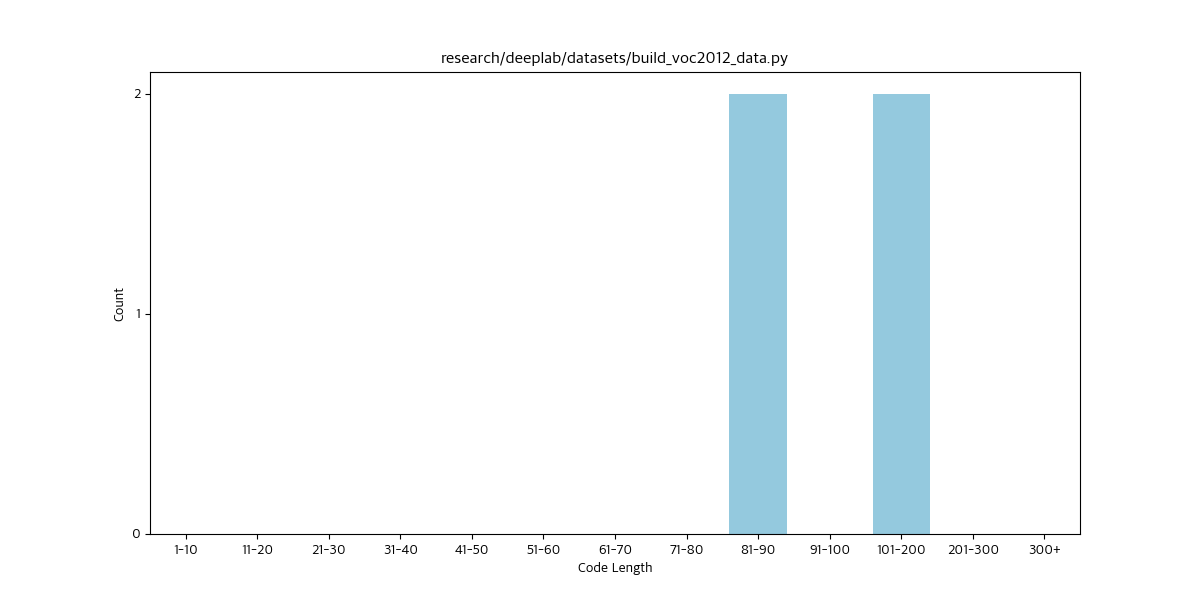 research/deeplab/datasets/build_voc2012_data.py
2
1
0
Count
1-10 11-20 21-30 31-40 41-50 51-60 61-70 71-80 81-90 91-100 101-200 201-300 300+
Code Length